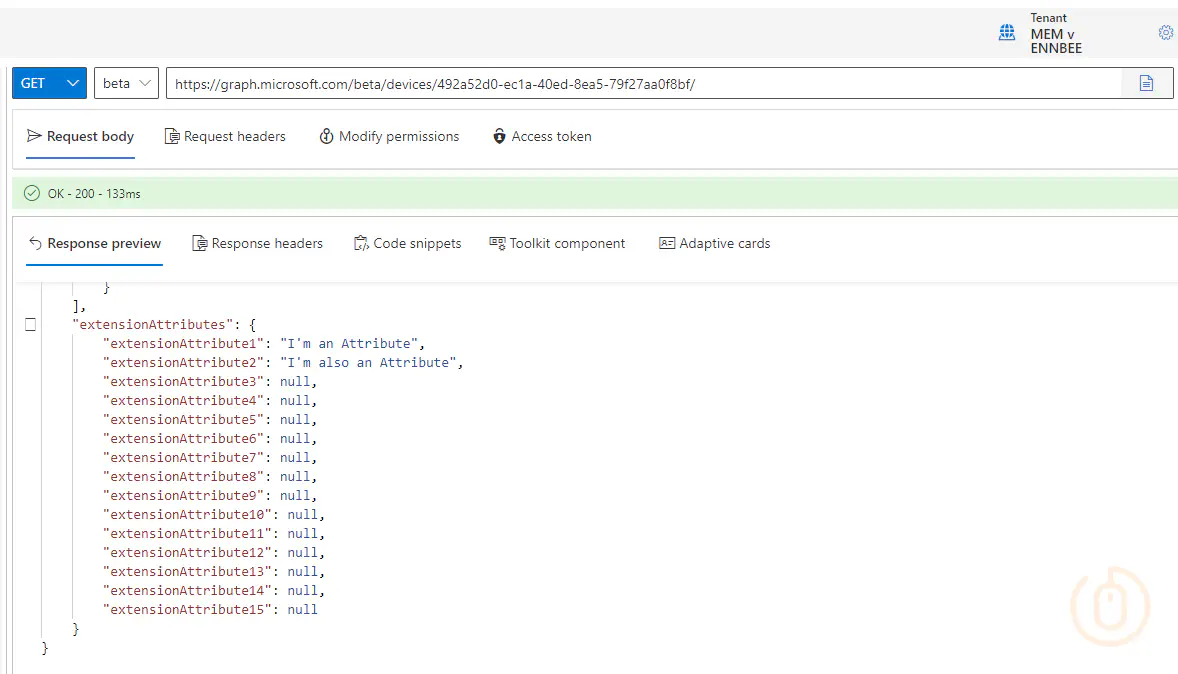 Tenant
MEM v
ENNBEE
GET beta https://graph.microsoft.com/beta/devices/492a52d0-ec1a-40ed-8ea5-79f27aa0f8bf/
Request body Request headers Modify permissions Access token
OK - 200 - 133ms
Response preview Response headers Code snippets Toolkit component Adaptive cards
}
],
"extensionAttributes": {
"extensionAttribute1": "I'm an Attribute",
"extensionAttribute2": "I'm also an Attribute",
"extensionAttribute3": null,
"extensionAttribute4": null,
"extensionAttribute5": null,
"extensionAttribute6": null,
"extensionAttribute7": null,
"extensionAttribute8": null,
"extensionAttribute9": null,
"extensionAttribute10": null,
"extensionAttribute11": null,
"extensionAttribute12": null,
"extensionAttribute13": null,
"extensionAttribute14": null,
"extensionAttribute15": null
}
}